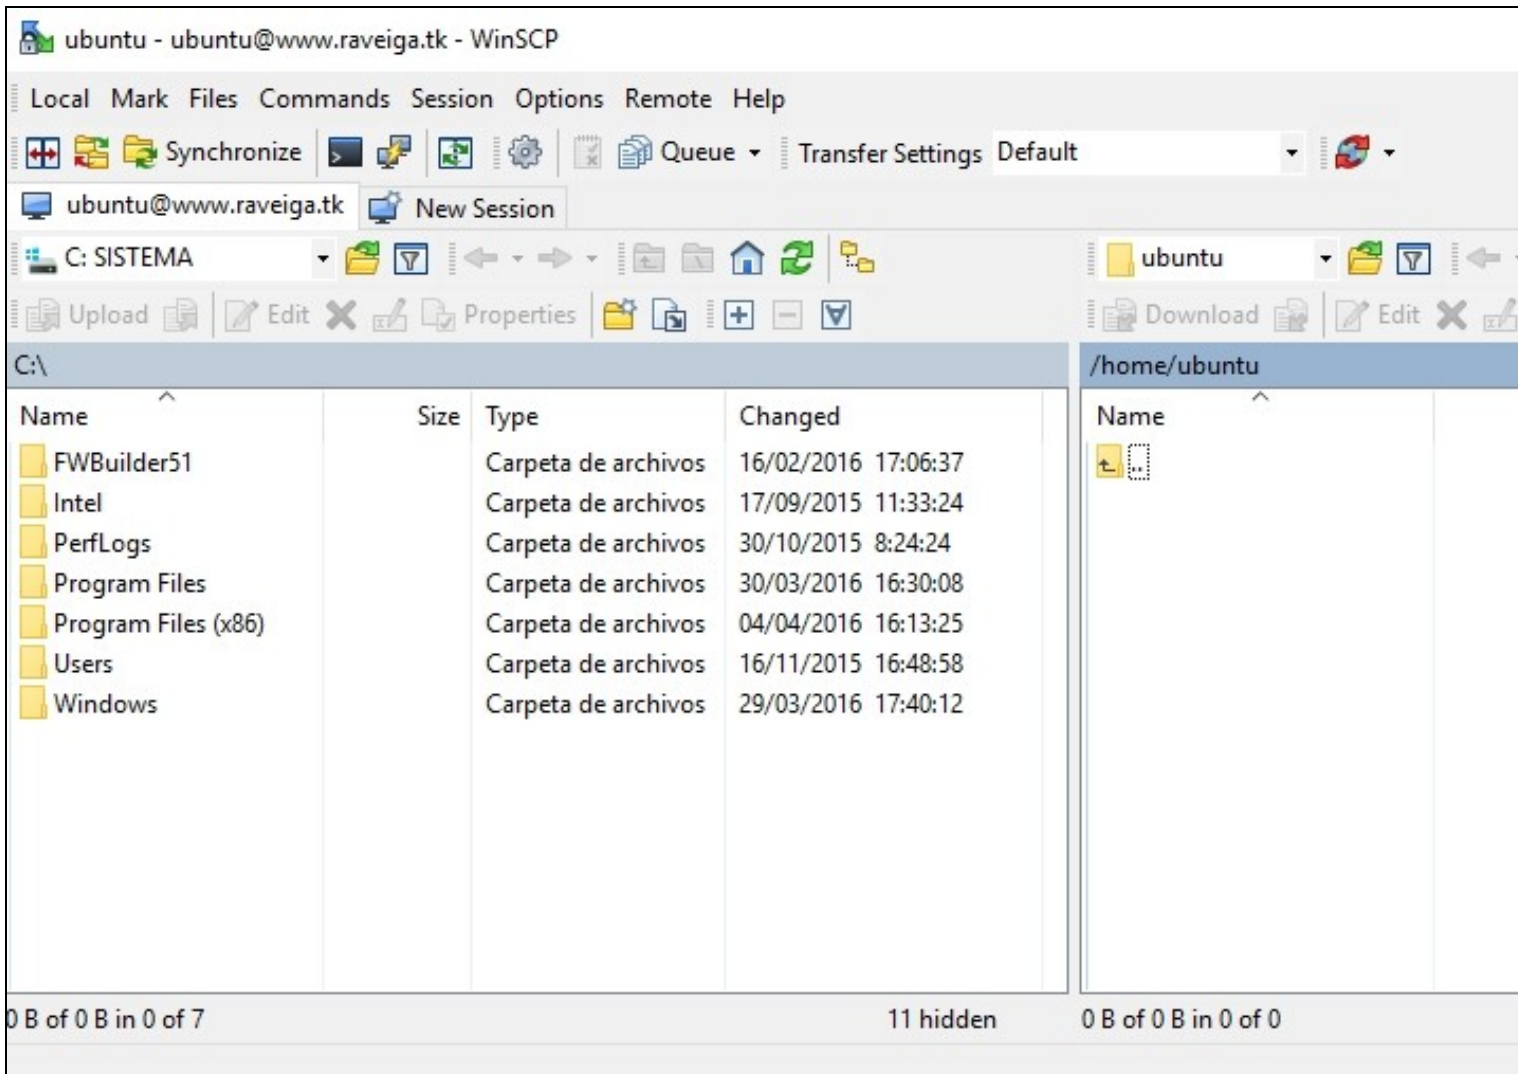 ubuntu - ubuntu@www.raveiga.tk - WinSCP
Local Mark Files Commands Session Options Remote Help
Synchronize Queue Transfer Settings Default
ubuntu@www.raveiga.tk New Session
C: SISTEMA ubuntu
Upload Edit Properties Download Edit
C:\ /home/ubuntu
Name Size Type Changed Name
FWBuilder51 Carpeta de archivos 16/02/2016 17:06:37 ..
Intel Carpeta de archivos 17/09/2015 11:33:24
PerfLogs Carpeta de archivos 30/10/2015 8:24:24
Program Files Carpeta de archivos 30/03/2016 16:30:08
Program Files (x86) Carpeta de archivos 04/04/2016 16:13:25
Users Carpeta de archivos 16/11/2015 16:48:58
Windows Carpeta de archivos 29/03/2016 17:40:12
0 B of 0 B in 0 of 7 11 hidden 0 B of 0 B in 0 of 0